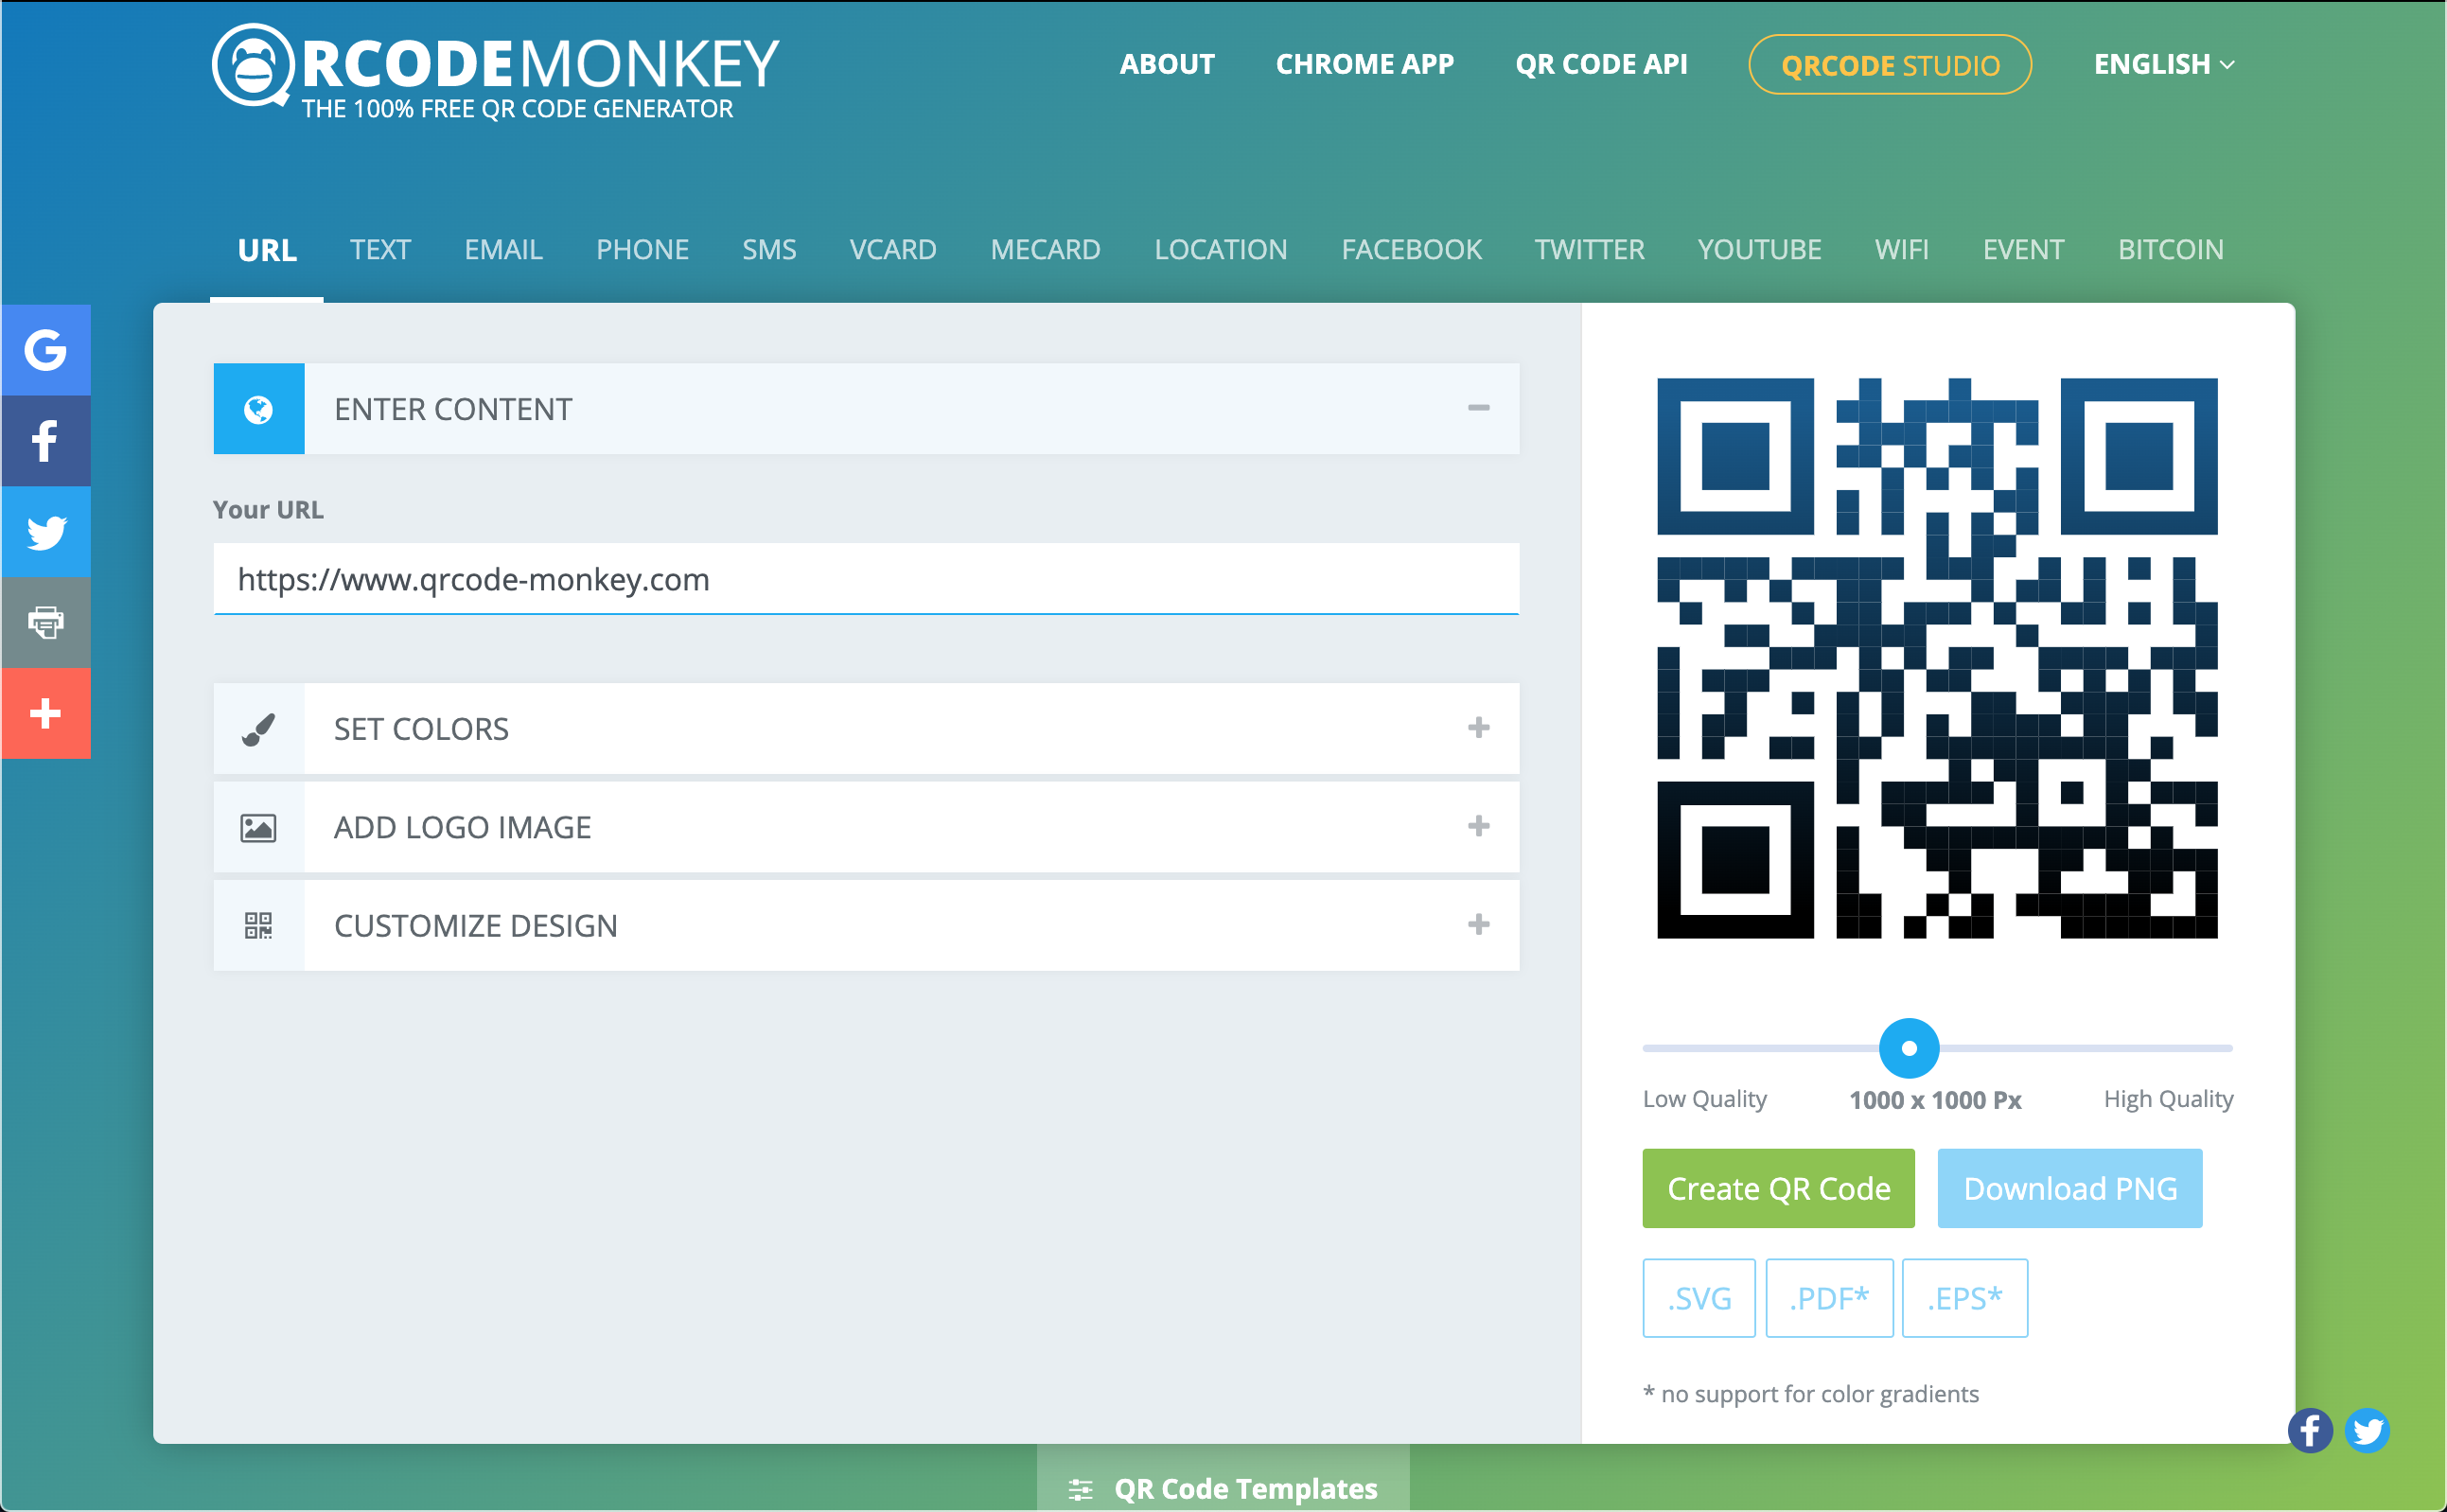 QRCODEMONKEY
THE 100% FREE QR CODE GENERATOR
ABOUT
CHROME APP
QR CODE API
QRCODE STUDIO
ENGLISH
URL
TEXT
EMAIL
PHONE
SMS
VCARD
MECARD
LOCATION
FACEBOOK
TWITTER
YOUTUBE
WIFI
EVENT
BITCOIN
ENTER CONTENT
Your URL
https://www.qrcode-monkey.com
SET COLORS
ADD LOGO IMAGE
CUSTOMIZE DESIGN
Low Quality
1000 x 1000 Px
High Quality
Create QR Code
Download PNG
.SVG
.PDF*
.EPS*
* no support for color gradients
QR Code Templates